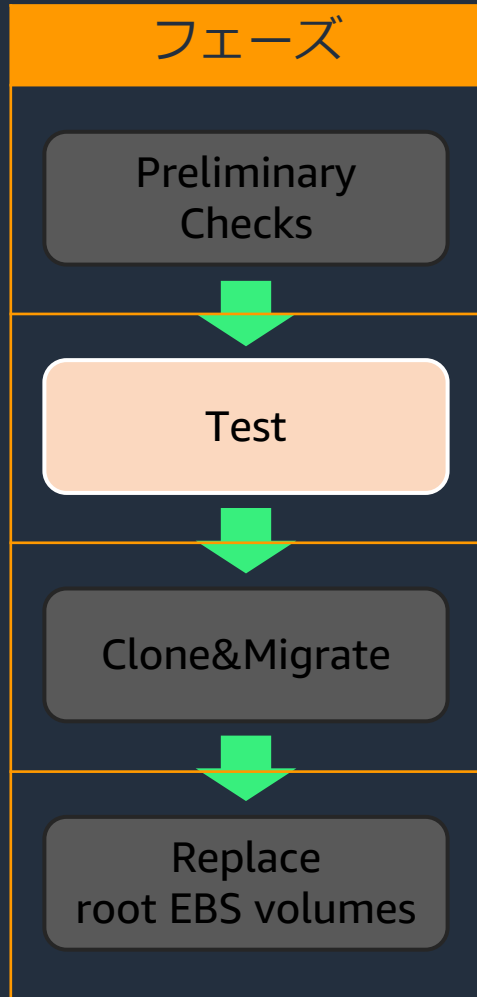 フェーズ
Preliminary
Checks
Test
Clone&Migrate
Replace
root EBS volumes